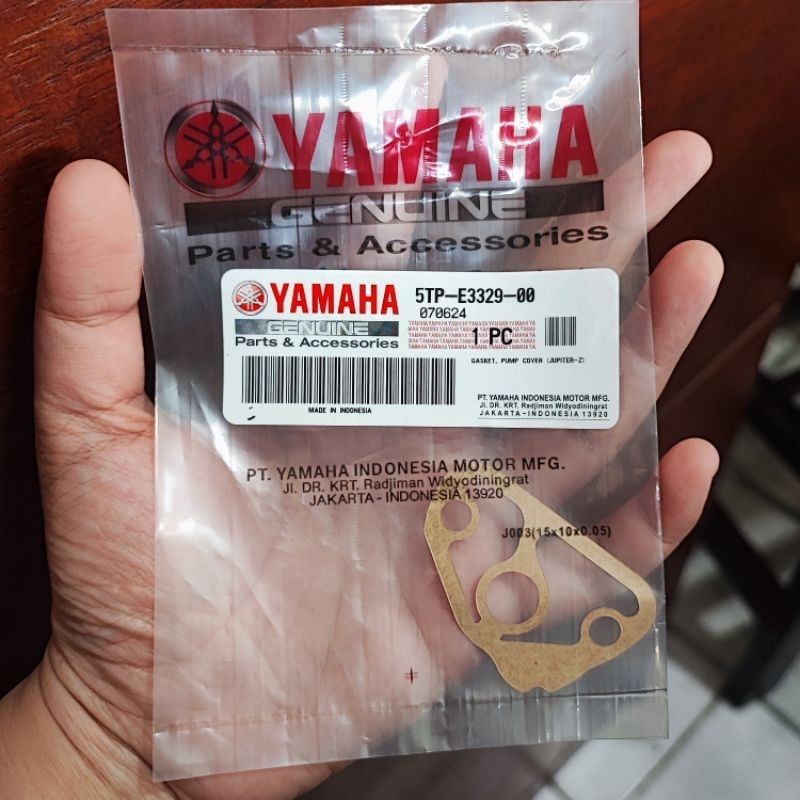 YAMAHA
GENUINE
Parts & Accessories
YAMAHA
GENUINE
Parts & Accessories
5TP-E3329-00
070624
1 PC
GASKET, PUMP COVER (JUPITER-Z)
MADE IN INDONESIA
PT. YAMAHA INDONESIA MOTOR MFG.
Jl. DR. KRT. Radjiman Widyodiningrat
JAKARTA-INDONESIA 13920
PT. YAMAHA INDONESIA MOTOR MFG.
Jl. DR. KRT. Radjiman Widyodiningrat
JAKARTA - INDONESIA 13920
J003(15x10x0.05)